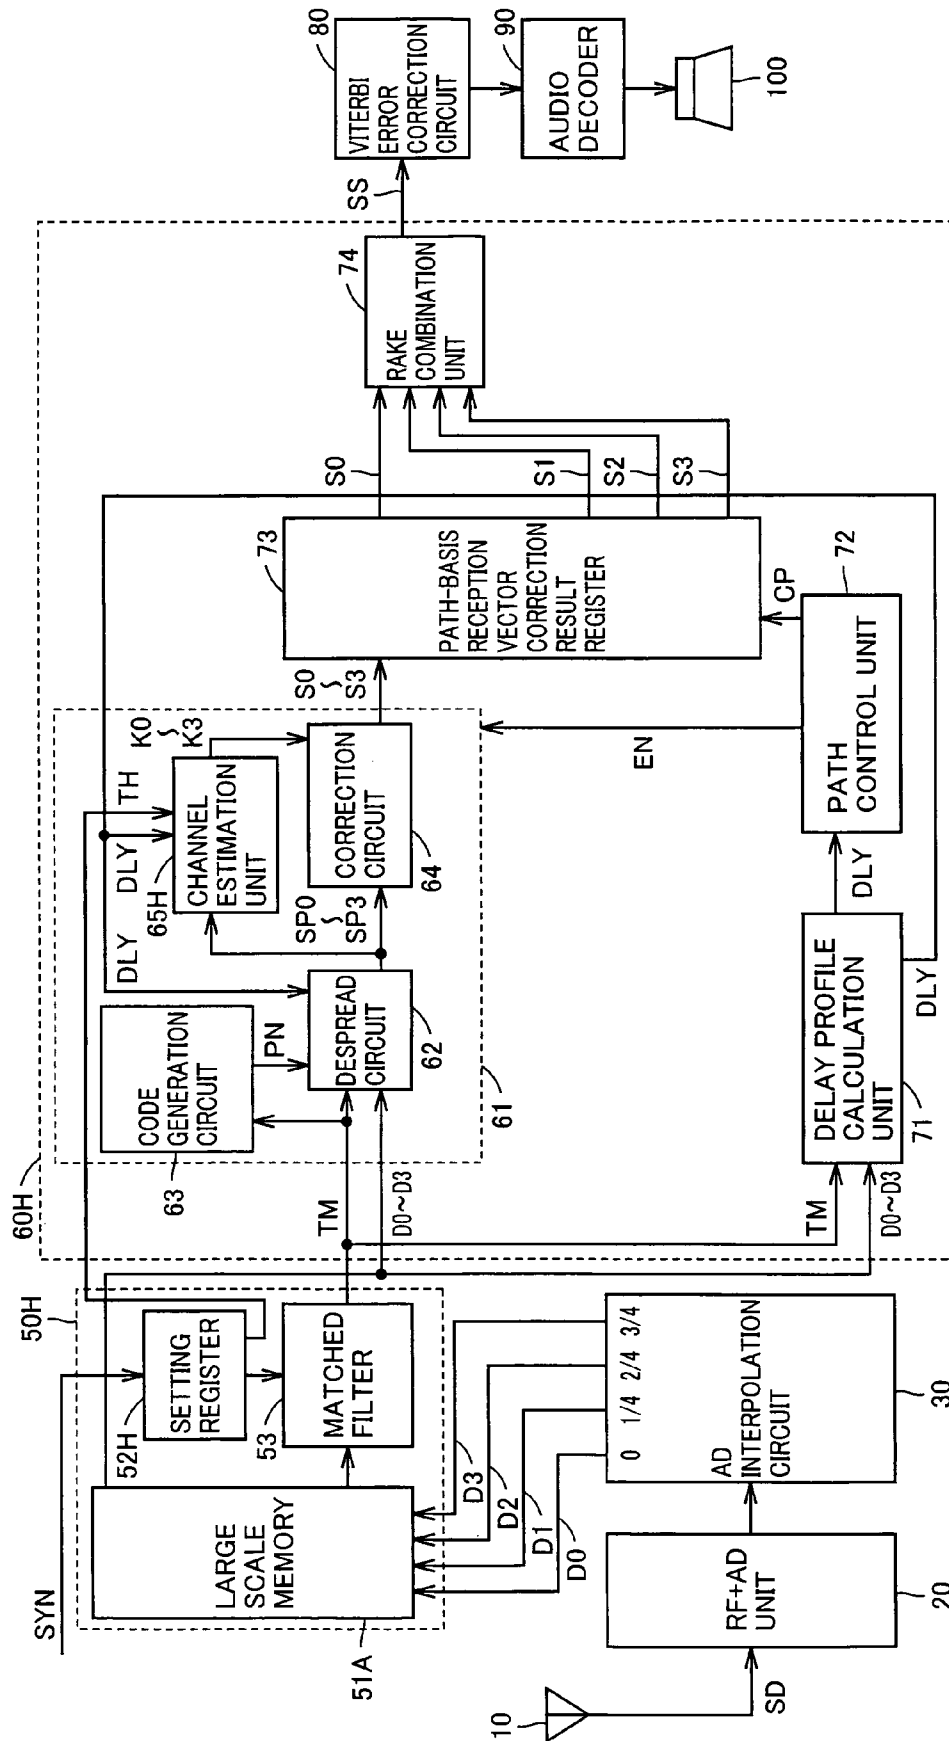 10
SD
20
RF+AD
UNIT
30
AD
INTERPOLATION
CIRCUIT
0 1/4 2/4 3/4
D0
D1
D2
D3
SYN
50H
51A
LARGE
SCALE
MEMORY
52H
SETTING
REGISTER
53
MATCHED
FILTER
TM
D0~D3
TM
D0~D3
60H
61
63
CODE
GENERATION
CIRCUIT
PN
62
DESPREAD
CIRCUIT
DLY
DLY
TH
SP0
~
SP3
65H
CHANNEL
ESTIMATION
UNIT
K0
~
K3
64
CORRECTION
CIRCUIT
S0
~
S3
71
DELAY PROFILE
CALCULATION
UNIT
DLY
DLY
72
PATH
CONTROL UNIT
EN
CP
73
PATH-BASIS
RECEPTION
VECTOR
CORRECTION
RESULT
REGISTER
S0
S1
S2
S3
74
RAKE
COMBINATION
UNIT
SS
80
VITERBI
ERROR
CORRECTION
CIRCUIT
90
AUDIO
DECODER
100